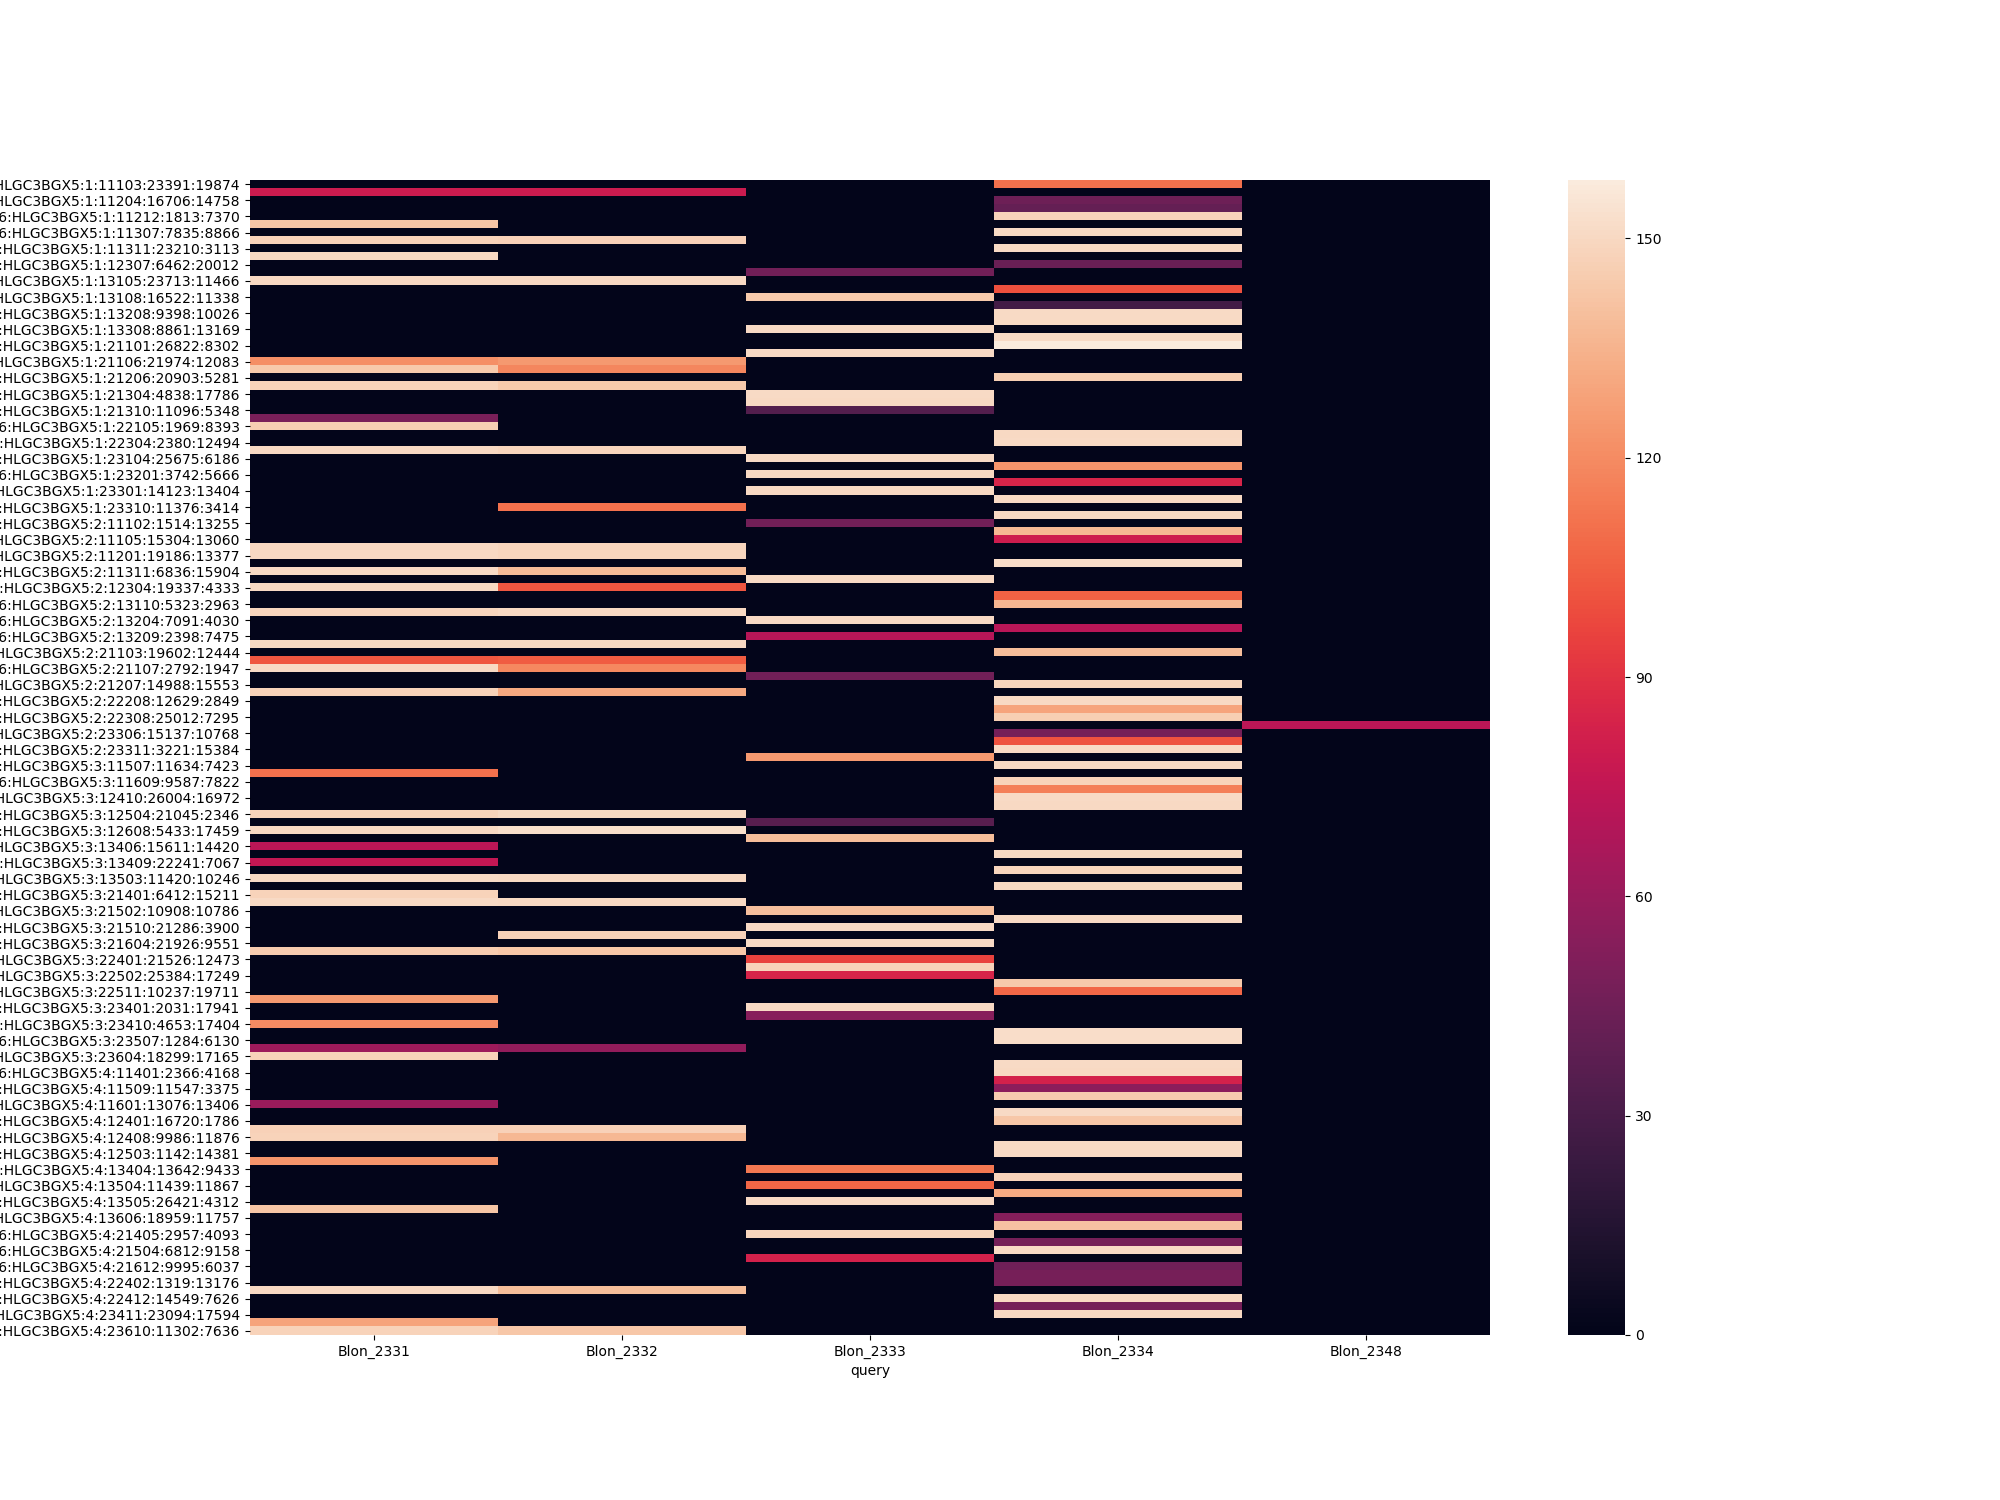 HLGC3BGX5:1:11103:23391:19874
HLGC3BGX5:1:11204:16706:14758
6:HLGC3BGX5:1:11212:1813:7370
6:HLGC3BGX5:1:11307:7835:8866
:HLGC3BGX5:1:11311:23210:3113
:HLGC3BGX5:1:12307:6462:20012
HLGC3BGX5:1:13105:23713:11466
HLGC3BGX5:1:13108:16522:11338
:HLGC3BGX5:1:13208:9398:10026
:HLGC3BGX5:1:13308:8861:13169
:HLGC3BGX5:1:21101:26822:8302
HLGC3BGX5:1:21106:21974:12083
:HLGC3BGX5:1:21206:20903:5281
:HLGC3BGX5:1:21304:4838:17786
:HLGC3BGX5:1:21310:11096:5348
6:HLGC3BGX5:1:22105:1969:8393
:HLGC3BGX5:1:22304:2380:12494
:HLGC3BGX5:1:23104:25675:6186
6:HLGC3BGX5:1:23201:3742:5666
HLGC3BGX5:1:23301:14123:13404
:HLGC3BGX5:1:23310:11376:3414
:HLGC3BGX5:2:11102:1514:13255
HLGC3BGX5:2:11105:15304:13060
HLGC3BGX5:2:11201:19186:13377
:HLGC3BGX5:2:11311:6836:15904
:HLGC3BGX5:2:12304:19337:4333
6:HLGC3BGX5:2:13110:5323:2963
6:HLGC3BGX5:2:13204:7091:4030
6:HLGC3BGX5:2:13209:2398:7475
HLGC3BGX5:2:21103:19602:12444
6:HLGC3BGX5:2:21107:2792:1947
HLGC3BGX5:2:21207:14988:15553
:HLGC3BGX5:2:22208:12629:2849
:HLGC3BGX5:2:22308:25012:7295
HLGC3BGX5:2:23306:15137:10768
:HLGC3BGX5:2:23311:3221:15384
:HLGC3BGX5:3:11507:11634:7423
6:HLGC3BGX5:3:11609:9587:7822
HLGC3BGX5:3:12410:26004:16972
:HLGC3BGX5:3:12504:21045:2346
:HLGC3BGX5:3:12608:5433:17459
HLGC3BGX5:3:13406:15611:14420
:HLGC3BGX5:3:13409:22241:7067
HLGC3BGX5:3:13503:11420:10246
:HLGC3BGX5:3:21401:6412:15211
HLGC3BGX5:3:21502:10908:10786
:HLGC3BGX5:3:21510:21286:3900
:HLGC3BGX5:3:21604:21926:9551
HLGC3BGX5:3:22401:21526:12473
HLGC3BGX5:3:22502:25384:17249
HLGC3BGX5:3:22511:10237:19711
:HLGC3BGX5:3:23401:2031:17941
:HLGC3BGX5:3:23410:4653:17404
6:HLGC3BGX5:3:23507:1284:6130
HLGC3BGX5:3:23604:18299:17165
6:HLGC3BGX5:4:11401:2366:4168
:HLGC3BGX5:4:11509:11547:3375
HLGC3BGX5:4:11601:13076:13406
:HLGC3BGX5:4:12401:16720:1786
:HLGC3BGX5:4:12408:9986:11876
:HLGC3BGX5:4:12503:1142:14381
:HLGC3BGX5:4:13404:13642:9433
HLGC3BGX5:4:13504:11439:11867
:HLGC3BGX5:4:13505:26421:4312
HLGC3BGX5:4:13606:18959:11757
6:HLGC3BGX5:4:21405:2957:4093
6:HLGC3BGX5:4:21504:6812:9158
6:HLGC3BGX5:4:21612:9995:6037
:HLGC3BGX5:4:22402:1319:13176
:HLGC3BGX5:4:22412:14549:7626
HLGC3BGX5:4:23411:23094:17594
:HLGC3BGX5:4:23610:11302:7636
Blon_2331 Blon_2332 Blon_2333 Blon_2334 Blon_2348
query
150
120
90
60
30
0